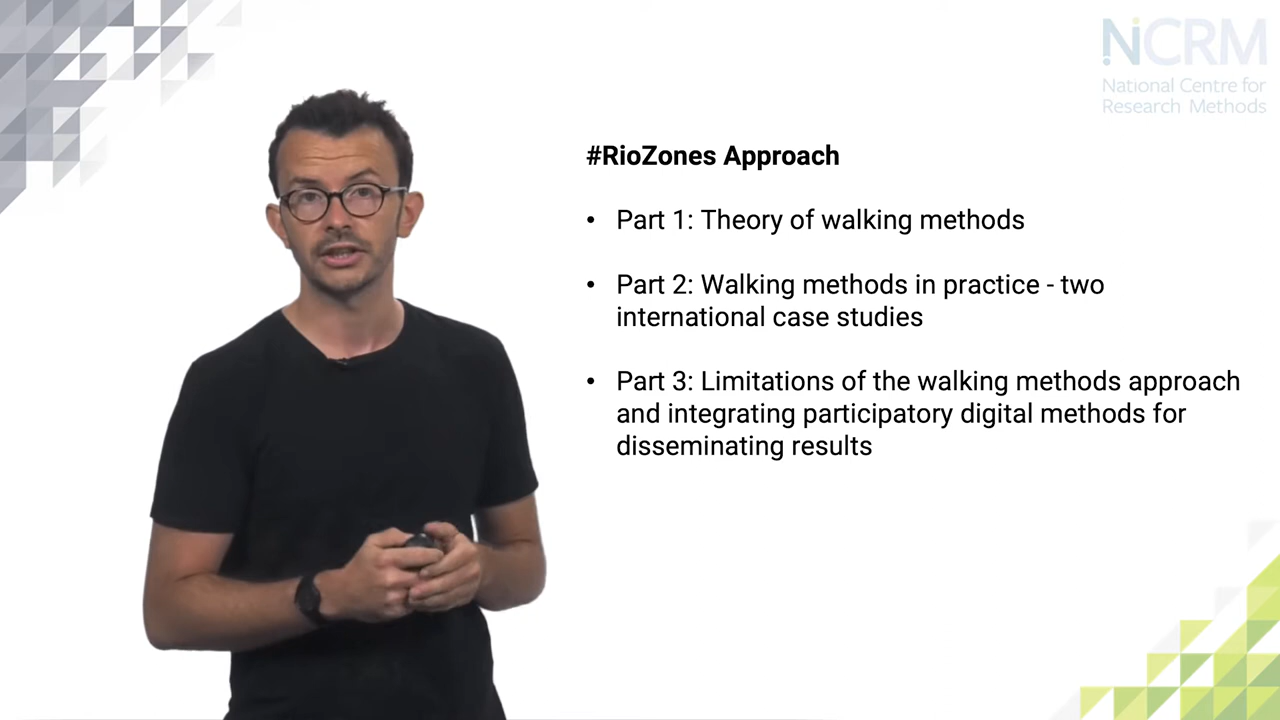 NCRM
National Centre for
Research Methods
#RioZones Approach
• Part 1: Theory of walking methods
• Part 2: Walking methods in practice - two
international case studies
• Part 3: Limitations of the walking methods approach
and integrating participatory digital methods for
disseminating results